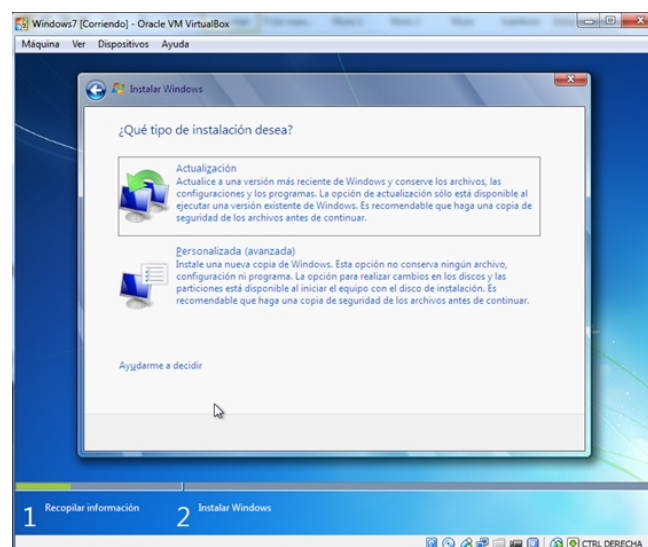 Windows7 [Corriendo] - Oracle VM VirtualBox
Máquina Ver Dispositivos Ayuda
Instalar Windows
¿Qué tipo de instalación desea?
Actualización
Actualice a una versión más reciente de Windows y conserve los archivos, las
configuraciones y los programas. La opción de actualización sólo está disponible al
ejecutar una versión existente de Windows. Es recomendable que haga una copia de
seguridad de los archivos antes de continuar.
Personalizada (avanzada)
Instale una nueva copia de Windows. Esta opción no conserva ningún archivo,
configuración ni programa. La opción para realizar cambios en los discos y las
particiones está disponible al iniciar el equipo con el disco de instalación. Es
recomendable que haga una copia de seguridad de los archivos antes de continuar.
Ayudarme a decidir
1 Recopilar información
2 Instalar Windows
CTRL DERECHA